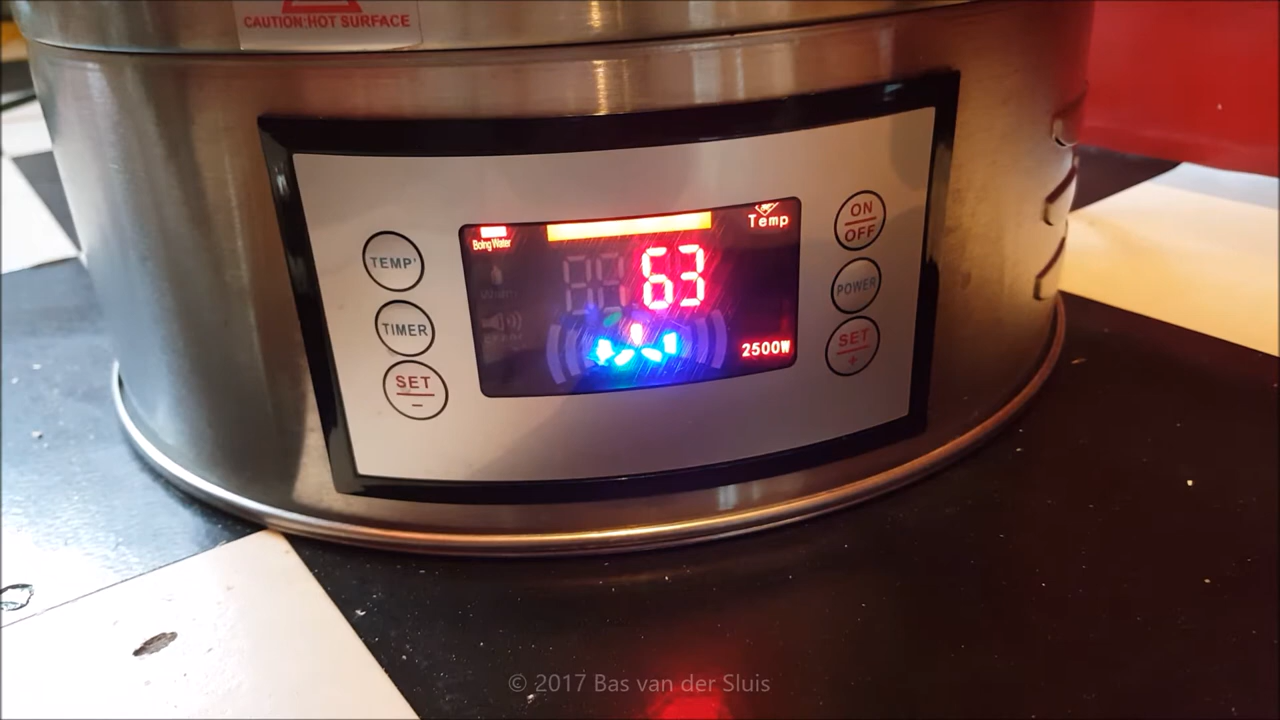 CAUTION:HOT SURFACE
TEMP'
TIMER
SET
−
Boing Water
Temp
63
2500W
ON
OFF
POWER
SET
+
© 2017 Bas van der Sluis